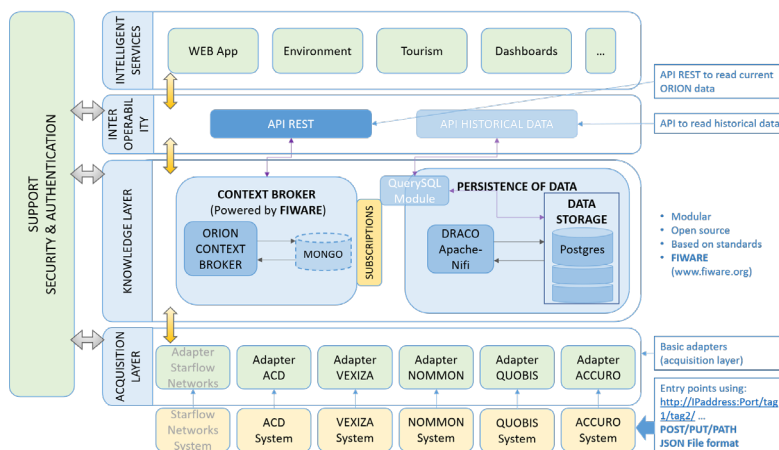 SUPPORT
SECURITY & AUTHENTICATION
INTELLIGENT
SERVICES
WEB App
Environment
Tourism
Dashboards
...
INTER
OPERABIL
ITY
API REST
API HISTORICAL DATA
API REST to read current
ORION data
API to read historical data
KNOWLEDGE LAYER
CONTEXT BROKER
(Powered by FIWARE)
ORION
CONTEXT
BROKER
MONGO
SUBSCRIPTIONS
QuerySQL
Module
PERSISTENCE OF DATA
DRACO
Apache-
Nifi
DATA
STORAGE
Postgres
• Modular
• Open source
• Based on standards
• FIWARE
(www.fiware.org)
ACQUISITION
LAYER
Adapter
Starflow
Networks
Adapter
ACD
Adapter
VEXIZA
Adapter
NOMMON
Adapter
QUOBIS
Adapter
ACCURO
Basic adapters
(acquisition layer)
Starflow
Networks
System
ACD
System
VEXIZA
System
NOMMON
System
QUOBIS
System
ACCURO
System
Entry points using:
http://IPaddress:Port/tag
1/tag2/ ...
POST/PUT/PATH
JSON File format